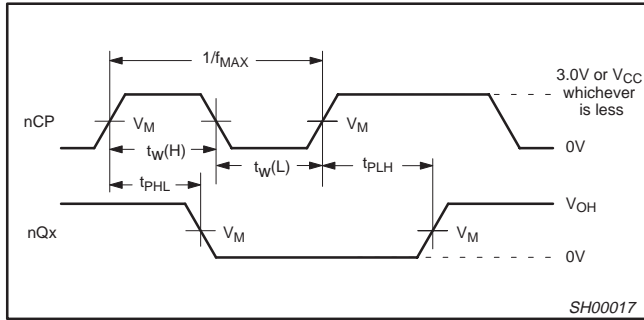 1/fMAX
3.0V or VCC
whichever
is less
nCP
VM
VM
tW(H)
tW(L)
tPLH
0V
tPHL
VOH
nQx
VM
VM
0V
SH00017